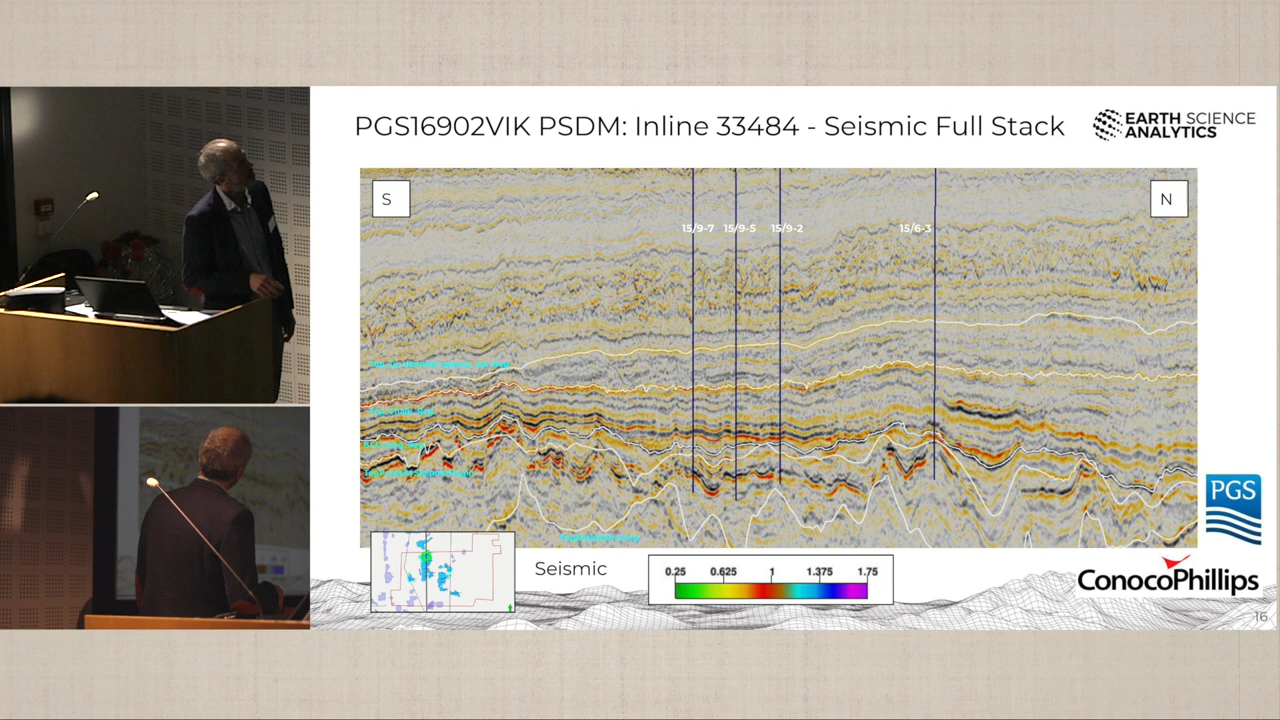 PGS16902VIK PSDM: Inline 33484 - Seismic Full Stack
EARTH SCIENCE
ANALYTICS
S
N
15/9-7 15/9-5 15/9-2 15/6-3
PGS
Seismic
0.25 0.625 1 1.375 1.75
ConocoPhillips
16